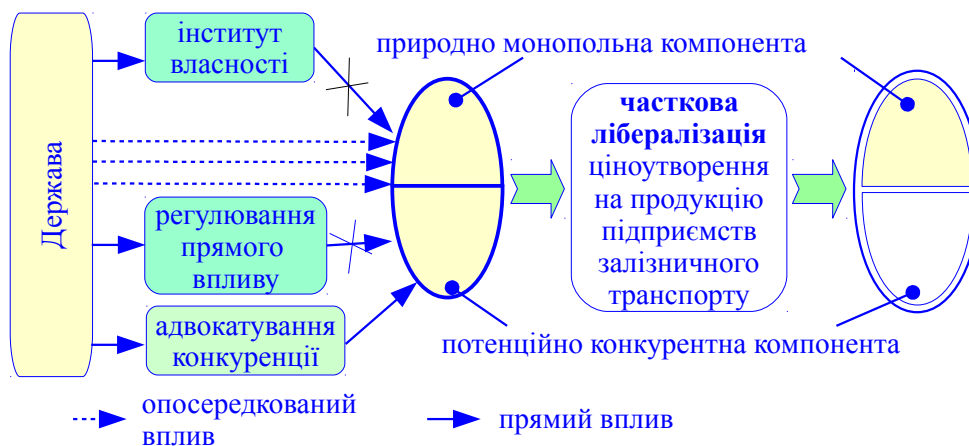 Держава
інститут
власності
регулювання
прямого
впливу
адвокатування
конкуренції
природно монопольна компонента
часткова
лібералізація
ціноутворення
на продукцію
підприємств
залізничного
транспорту
потенційно конкурентна компонента
опосередкований
вплив
прямий вплив